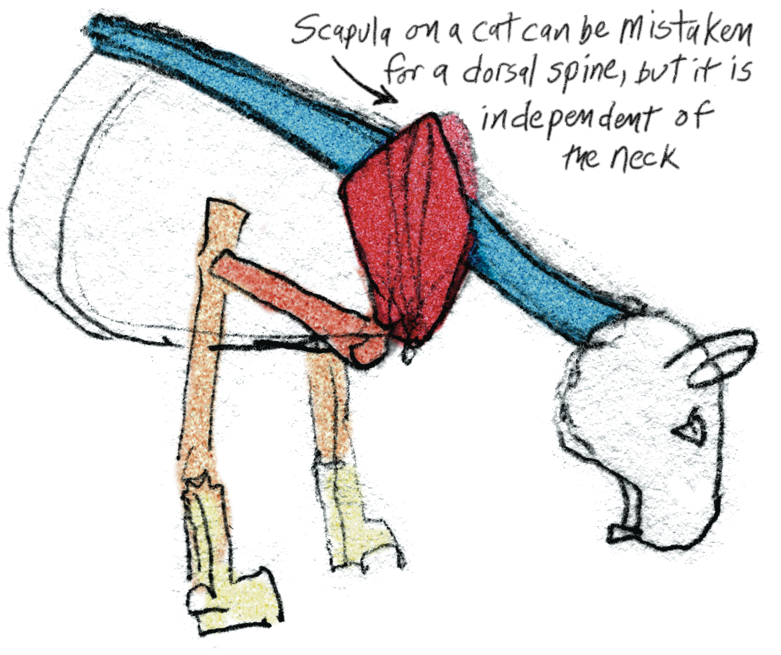 Scapula on a cat can be mistaken
for a dorsal spine, but it is
independent of
the neck